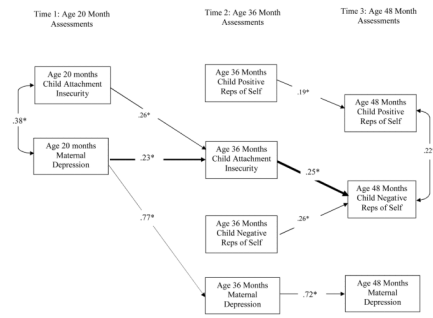 Time 1: Age 20 Month
Assessments
Time 2: Age 36 Month
Assessments
Time 3: Age 48 Month
Assessments
Age 20 months
Child Attachment
Insecurity
Age 36 Months
Child Positive
Reps of Self
.19*
Age 48 Months
Child Positive
Reps of Self
.38*
.26*
Age 20 months
Maternal
Depression
.23*
Age 36 Months
Child Attachment
Insecurity
.25*
.22
Age 48 Months
Child Negative
Reps of Self
.77*
Age 36 Months
Child Negative
Reps of Self
.26*
Age 36 Months
Maternal
Depression
.72*
Age 48 Months
Maternal
Depression